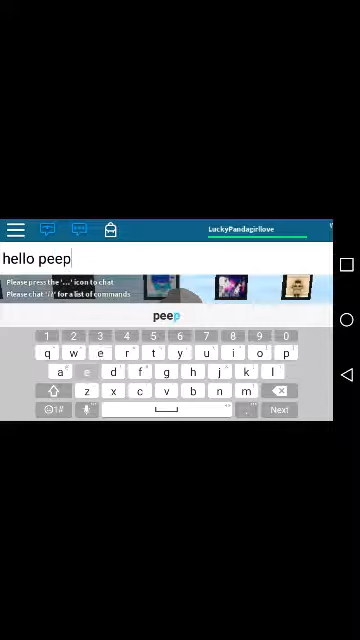 LuckyPandagirllove
hello peep
Please press the '...' icon to chat
Please chat '/?' for a list of commands
peep
1 2 3 4 5 6 7 8 9 0
q w e r t y u i o p
a e d f g h j k l
z x c v b n m
1# . Next